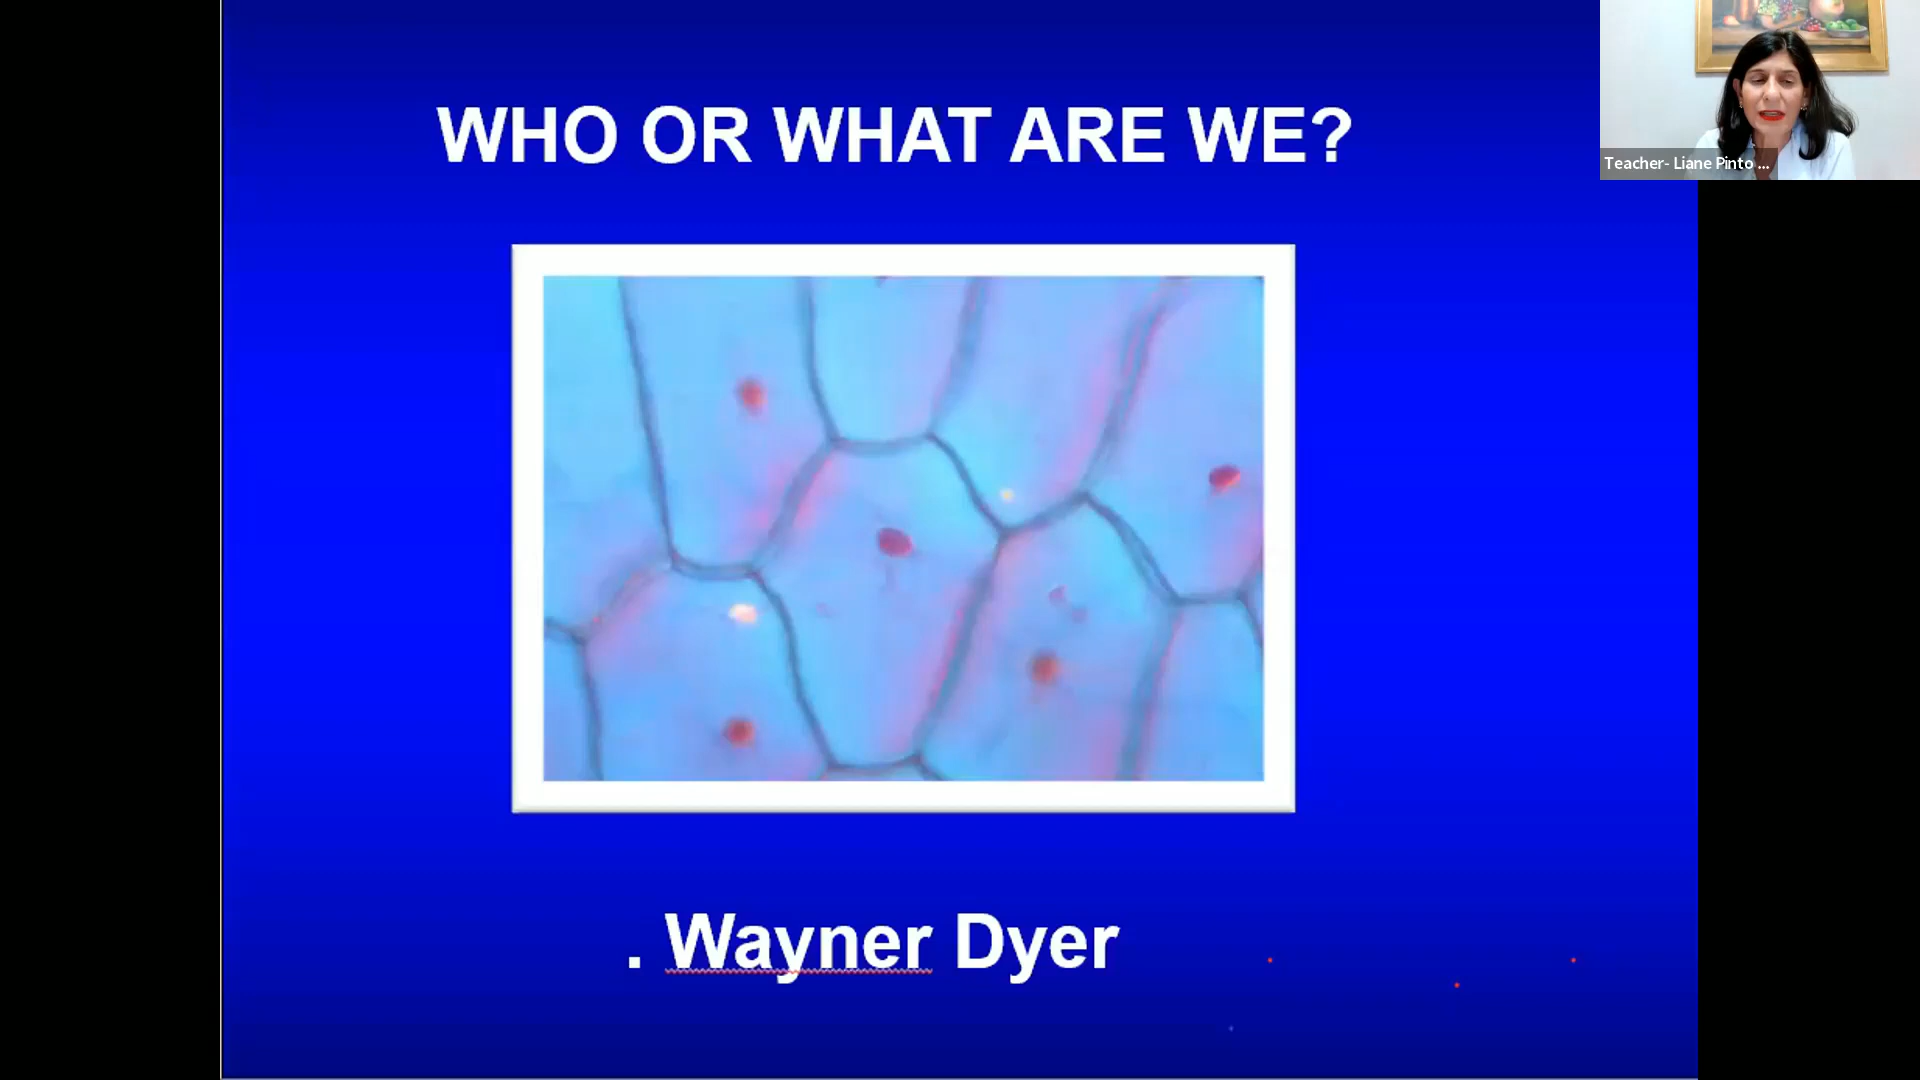 WHO OR WHAT ARE WE?
Teacher- Liane Pinto ...
. Wayner Dyer